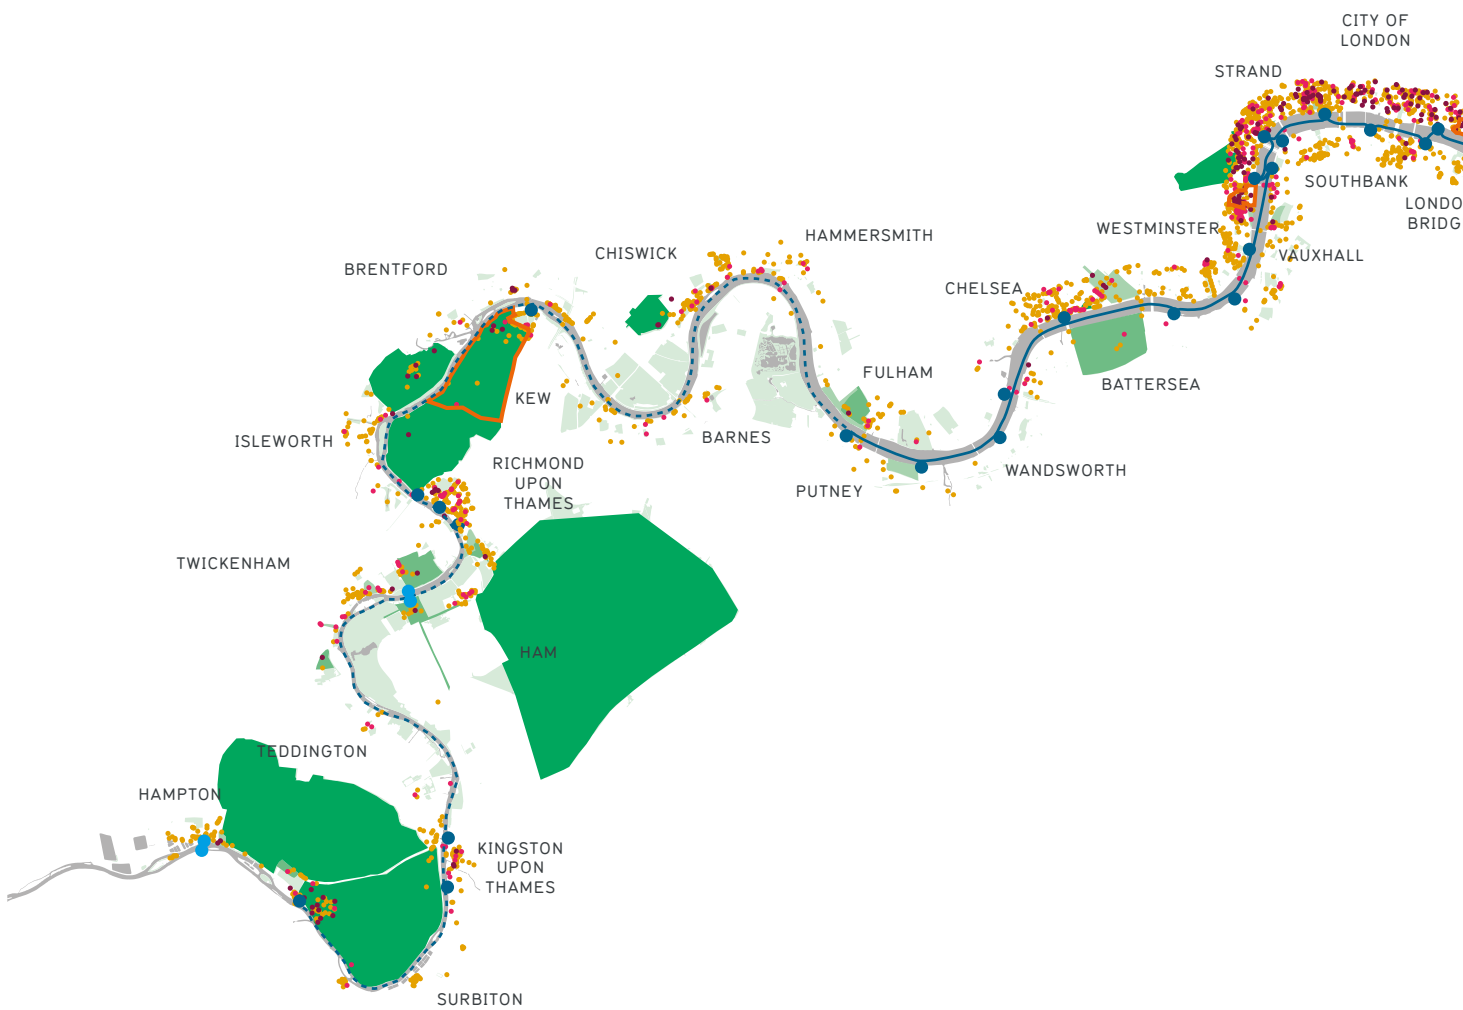 CITY OF
LONDON
STRAND
SOUTHBANK
LONDO
BRIDG
WESTMINSTER
VAUXHALL
HAMMERSMITH
CHISWICK
BRENTFORD
CHELSEA
BATTERSEA
FULHAM
KEW
BARNES
ISLEWORTH
RICHMOND
UPON
THAMES
WANDSWORTH
PUTNEY
TWICKENHAM
HAM
TEDDINGTON
HAMPTON
KINGSTON
UPON
THAMES
SURBITON